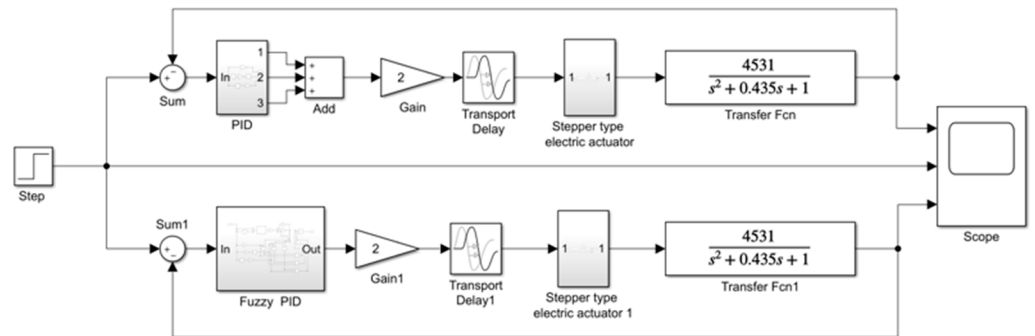 Sum
In
1
2
3
PID
+
+
+
Add
2
Gain
Transport
Delay
1 1
Stepper type
electric actuator
4531
s² + 0.435s + 1
Transfer Fcn
Step
Scope
Sum1
In Out
Fuzzy PID
2
Gain1
Transport
Delay1
1 1
Stepper type
electric actuator 1
4531
s² + 0.435s + 1
Transfer Fcn1